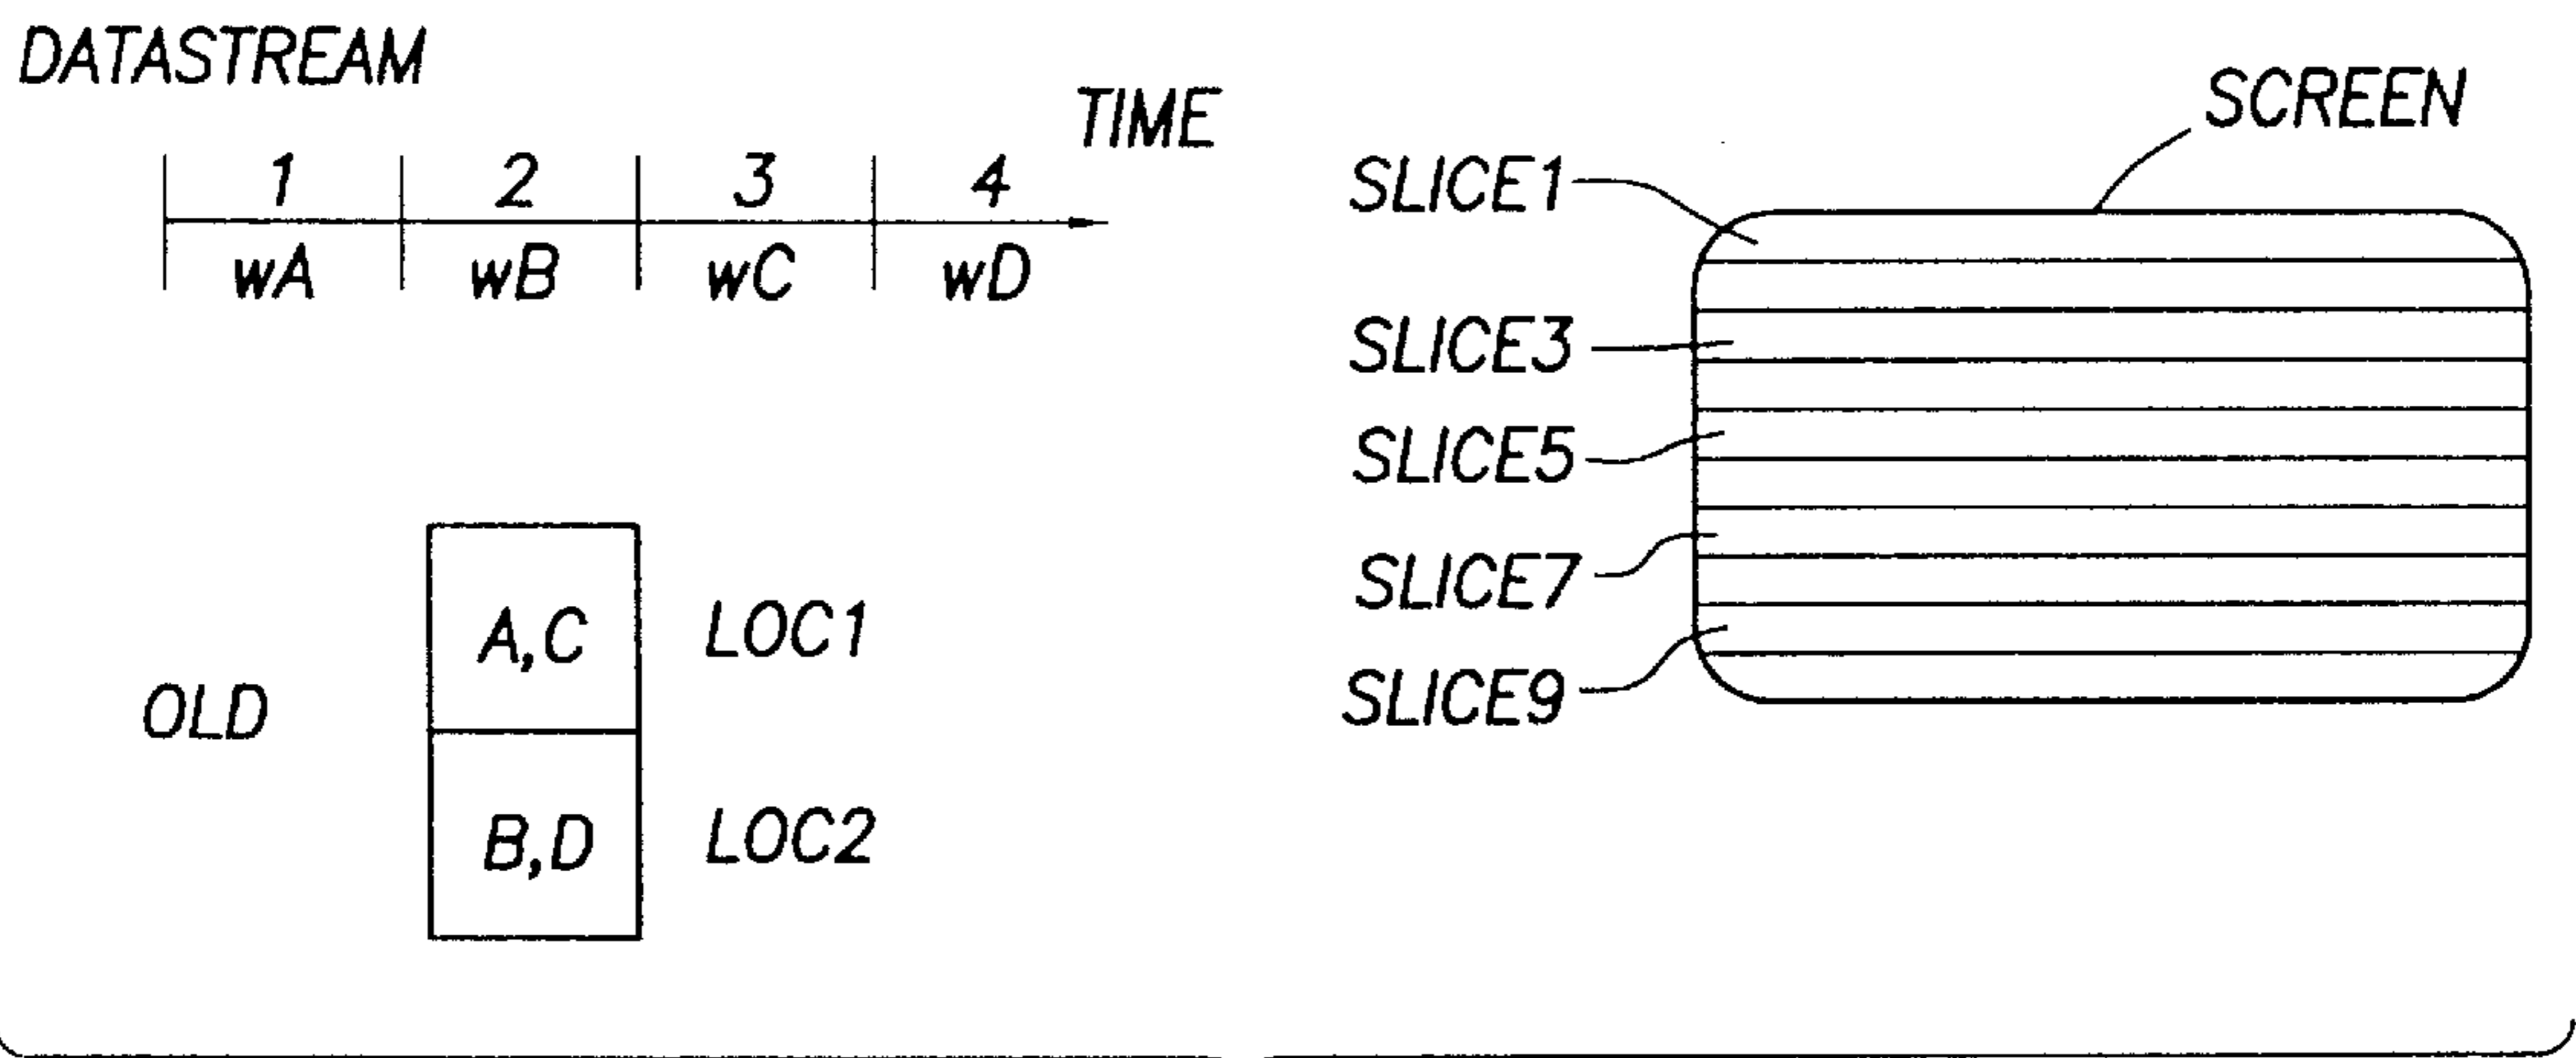 DATASTREAM
TIME
1 2 3 4
wA wB wC wD
OLD
A,C LOC1
B,D LOC2
SCREEN
SLICE1
SLICE3
SLICE5
SLICE7
SLICE9